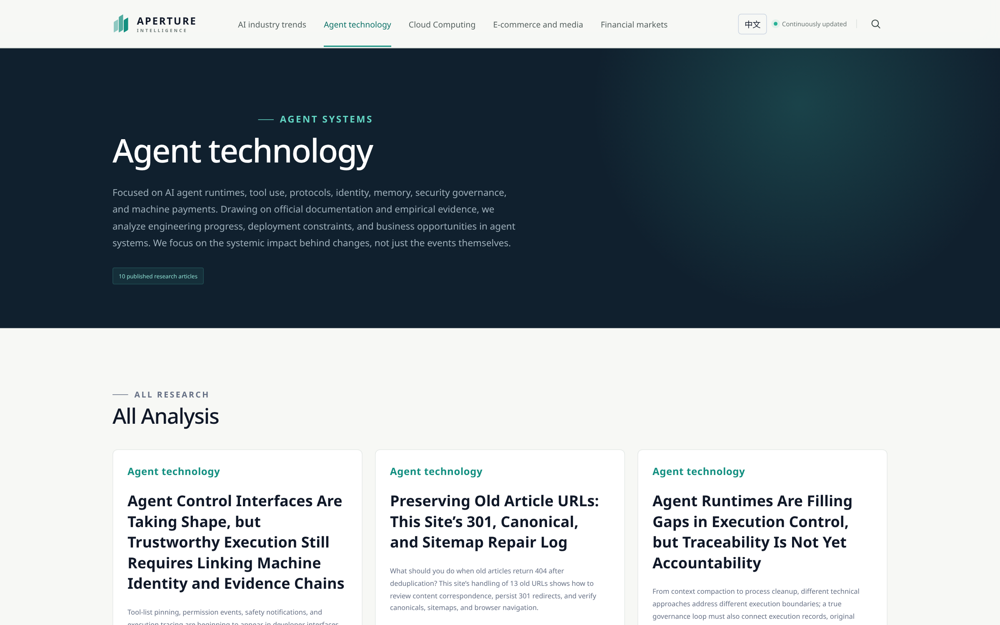 APERTURE
INTELLIGENCE
AI industry trends
Agent technology
Cloud Computing
E-commerce and media
Financial markets
中文
Continuously updated
AGENT SYSTEMS
Agent technology
Focused on AI agent runtimes, tool use, protocols, identity, memory, security governance,
and machine payments. Drawing on official documentation and empirical evidence, we
analyze engineering progress, deployment constraints, and business opportunities in agent
systems. We focus on the systemic impact behind changes, not just the events themselves.
10 published research articles
ALL RESEARCH
All Analysis
Agent technology
Agent Control Interfaces Are
Taking Shape, but
Trustworthy Execution Still
Requires Linking Machine
Identity and Evidence Chains
Tool-list pinning, permission events, safety notifications, and
execution tracing are beginning to appear in developer interfaces
Agent technology
Preserving Old Article URLs:
This Site’s 301, Canonical,
and Sitemap Repair Log
What should you do when old articles return 404 after
deduplication? This site’s handling of 13 old URLs shows how to
review content correspondence, persist 301 redirects, and verify
canonicals, sitemaps, and browser navigation.
Agent technology
Agent Runtimes Are Filling
Gaps in Execution Control,
but Traceability Is Not Yet
Accountability
From context compaction to process cleanup, different technical
approaches address different execution boundaries; a true
governance loop must also connect execution records, original